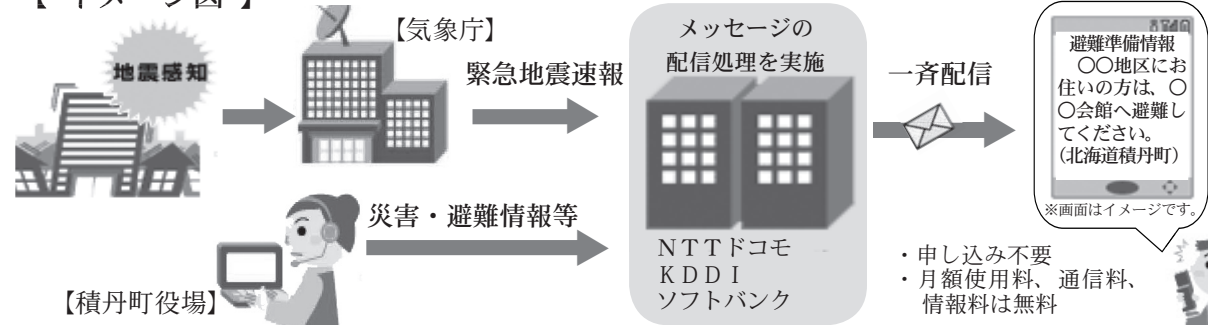 【イメージ図】
地震感知
【気象庁】
緊急地震速報
メッセージの
配信処理を実施
一斉配信
避難準備情報
〇〇地区にお
住いの方は、〇
〇会館へ避難し
てください。
（北海道積丹町）
※画面はイメージです。
災害・避難情報等
【積丹町役場】
ＮＴＴドコモ
ＫＤＤＩ
ソフトバンク
・申し込み不要
・月額使用料、通信料、
情報料は無料